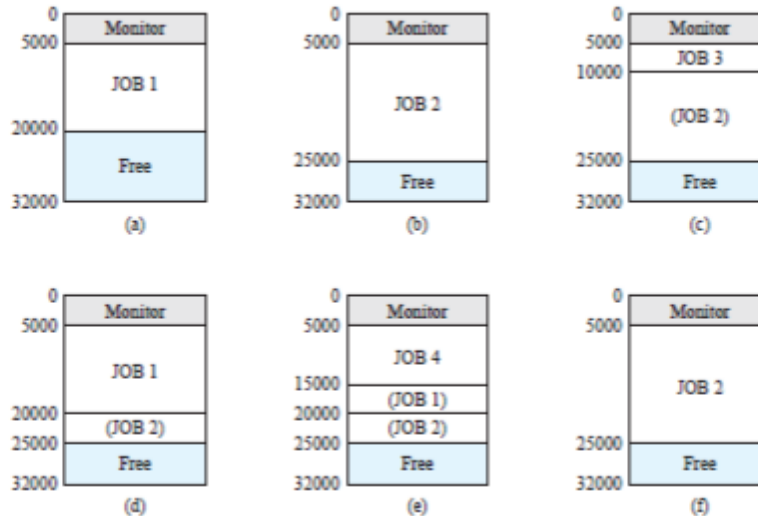 0
Monitor
5000
JOB 1
20000
Free
32000
(a)
0
Monitor
5000
JOB 2
25000
Free
32000
(b)
0
Monitor
5000
JOB 3
10000
(JOB 2)
25000
Free
32000
(c)
0
Monitor
5000
JOB 1
20000
(JOB 2)
25000
Free
32000
(d)
0
Monitor
5000
JOB 4
15000
(JOB 1)
20000
(JOB 2)
25000
Free
32000
(e)
0
Monitor
5000
JOB 2
25000
Free
32000
(f)